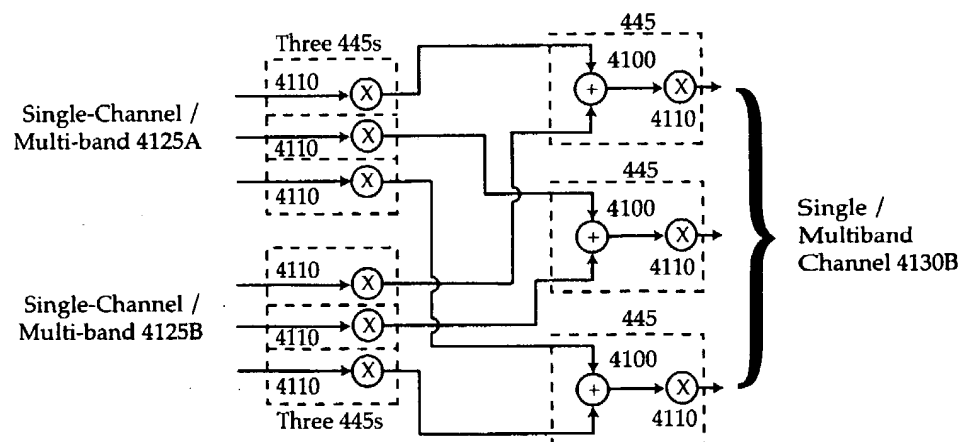 Three 445s
445
4110
4100
4110
Single-Channel /
Multi-band 4125A
4110
4110
445
4100
4110
Single /
Multiband
Channel 4130B
4110
Single-Channel /
Multi-band 4125B
4110
4110
445
4100
4110
Three 445s